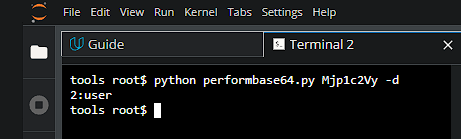 File Edit View Run Kernel Tabs Settings Help
Guide
Terminal 2
tools root$ python performbase64.py Mjp1c2Vy -d
2:user
tools root$